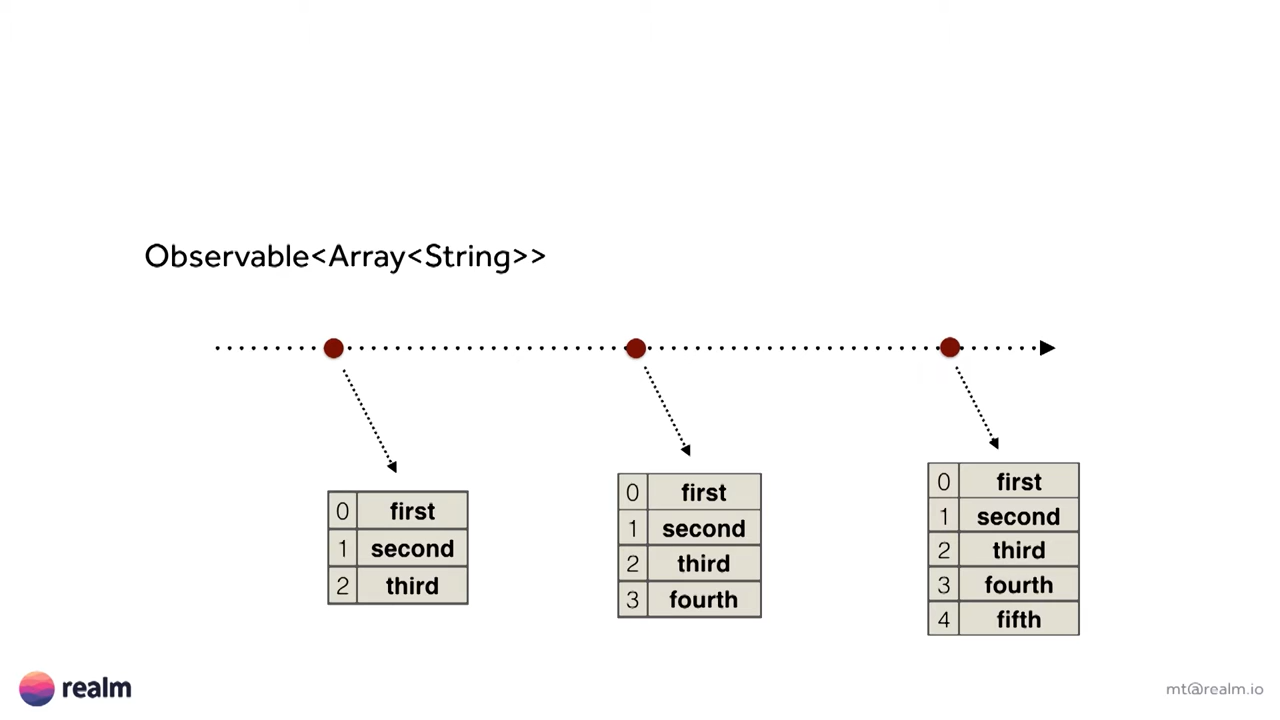 Observable<Array<String>>
0 first
1 second
2 third
0 first
1 second
2 third
3 fourth
0 first
1 second
2 third
3 fourth
4 fifth
realm
mt@realm.io